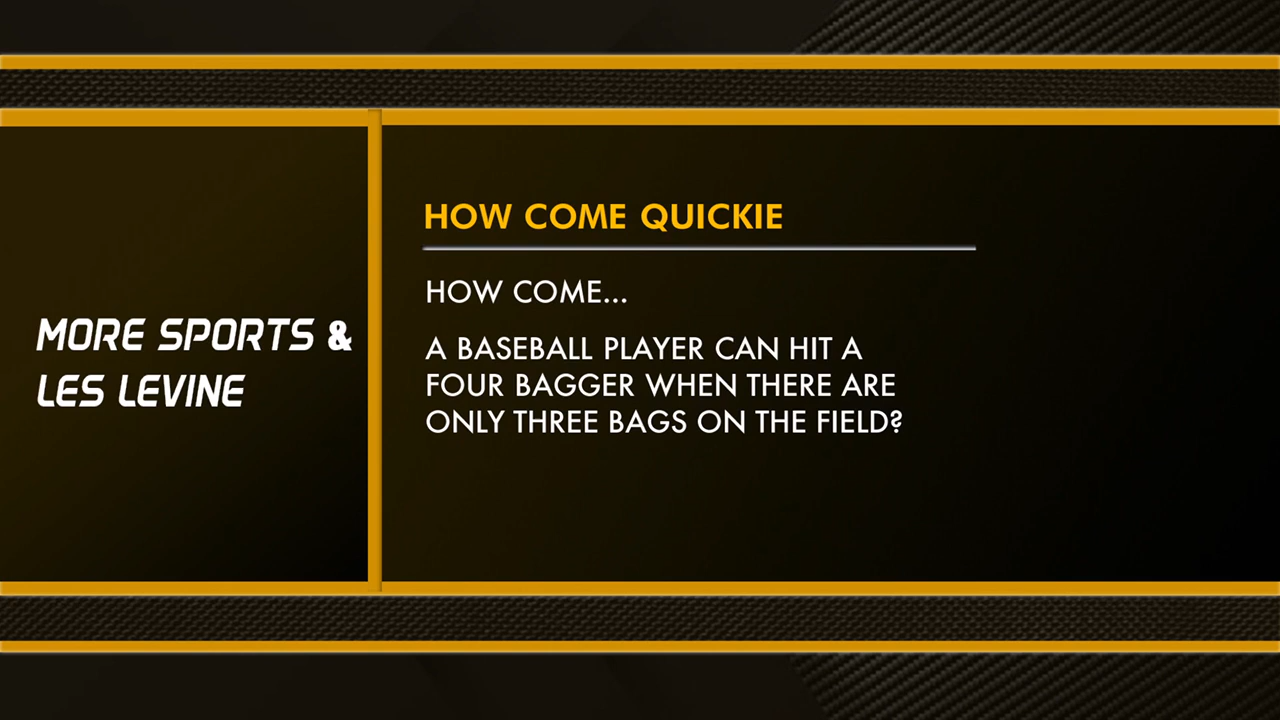 MORE SPORTS &
LES LEVINE
HOW COME QUICKIE
HOW COME...
A BASEBALL PLAYER CAN HIT A
FOUR BAGGER WHEN THERE ARE
ONLY THREE BAGS ON THE FIELD?